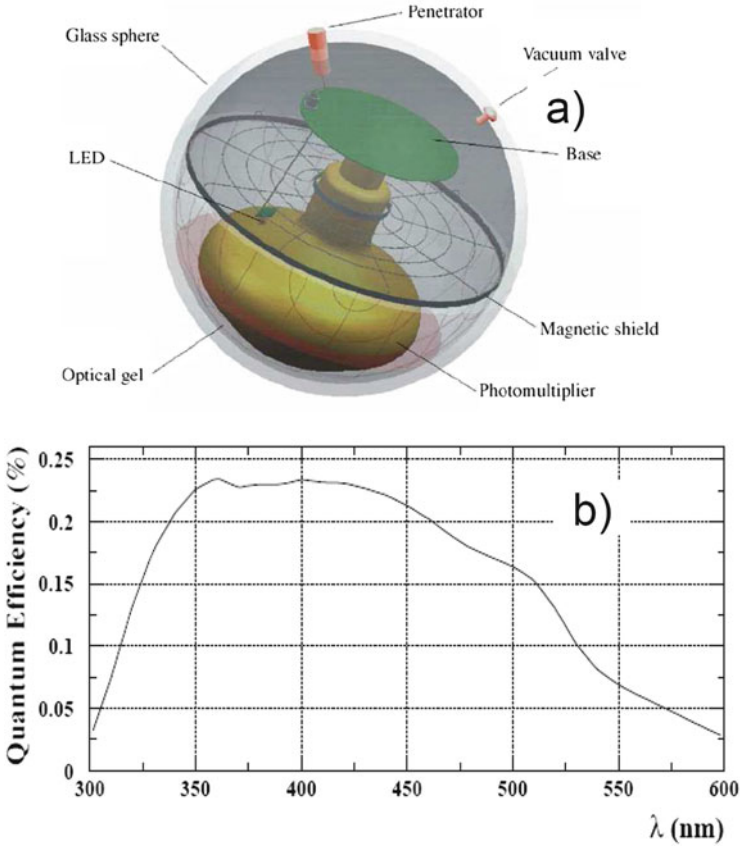 Penetrator
Glass sphere
Vacuum valve
a)
LED
Base
Magnetic shield
Optical gel
Photomultiplier
Quantum Efficiency (%)
b)
0.25
0.2
0.15
0.1
0.05
0
300 350 400 450 500 550 600
λ (nm)